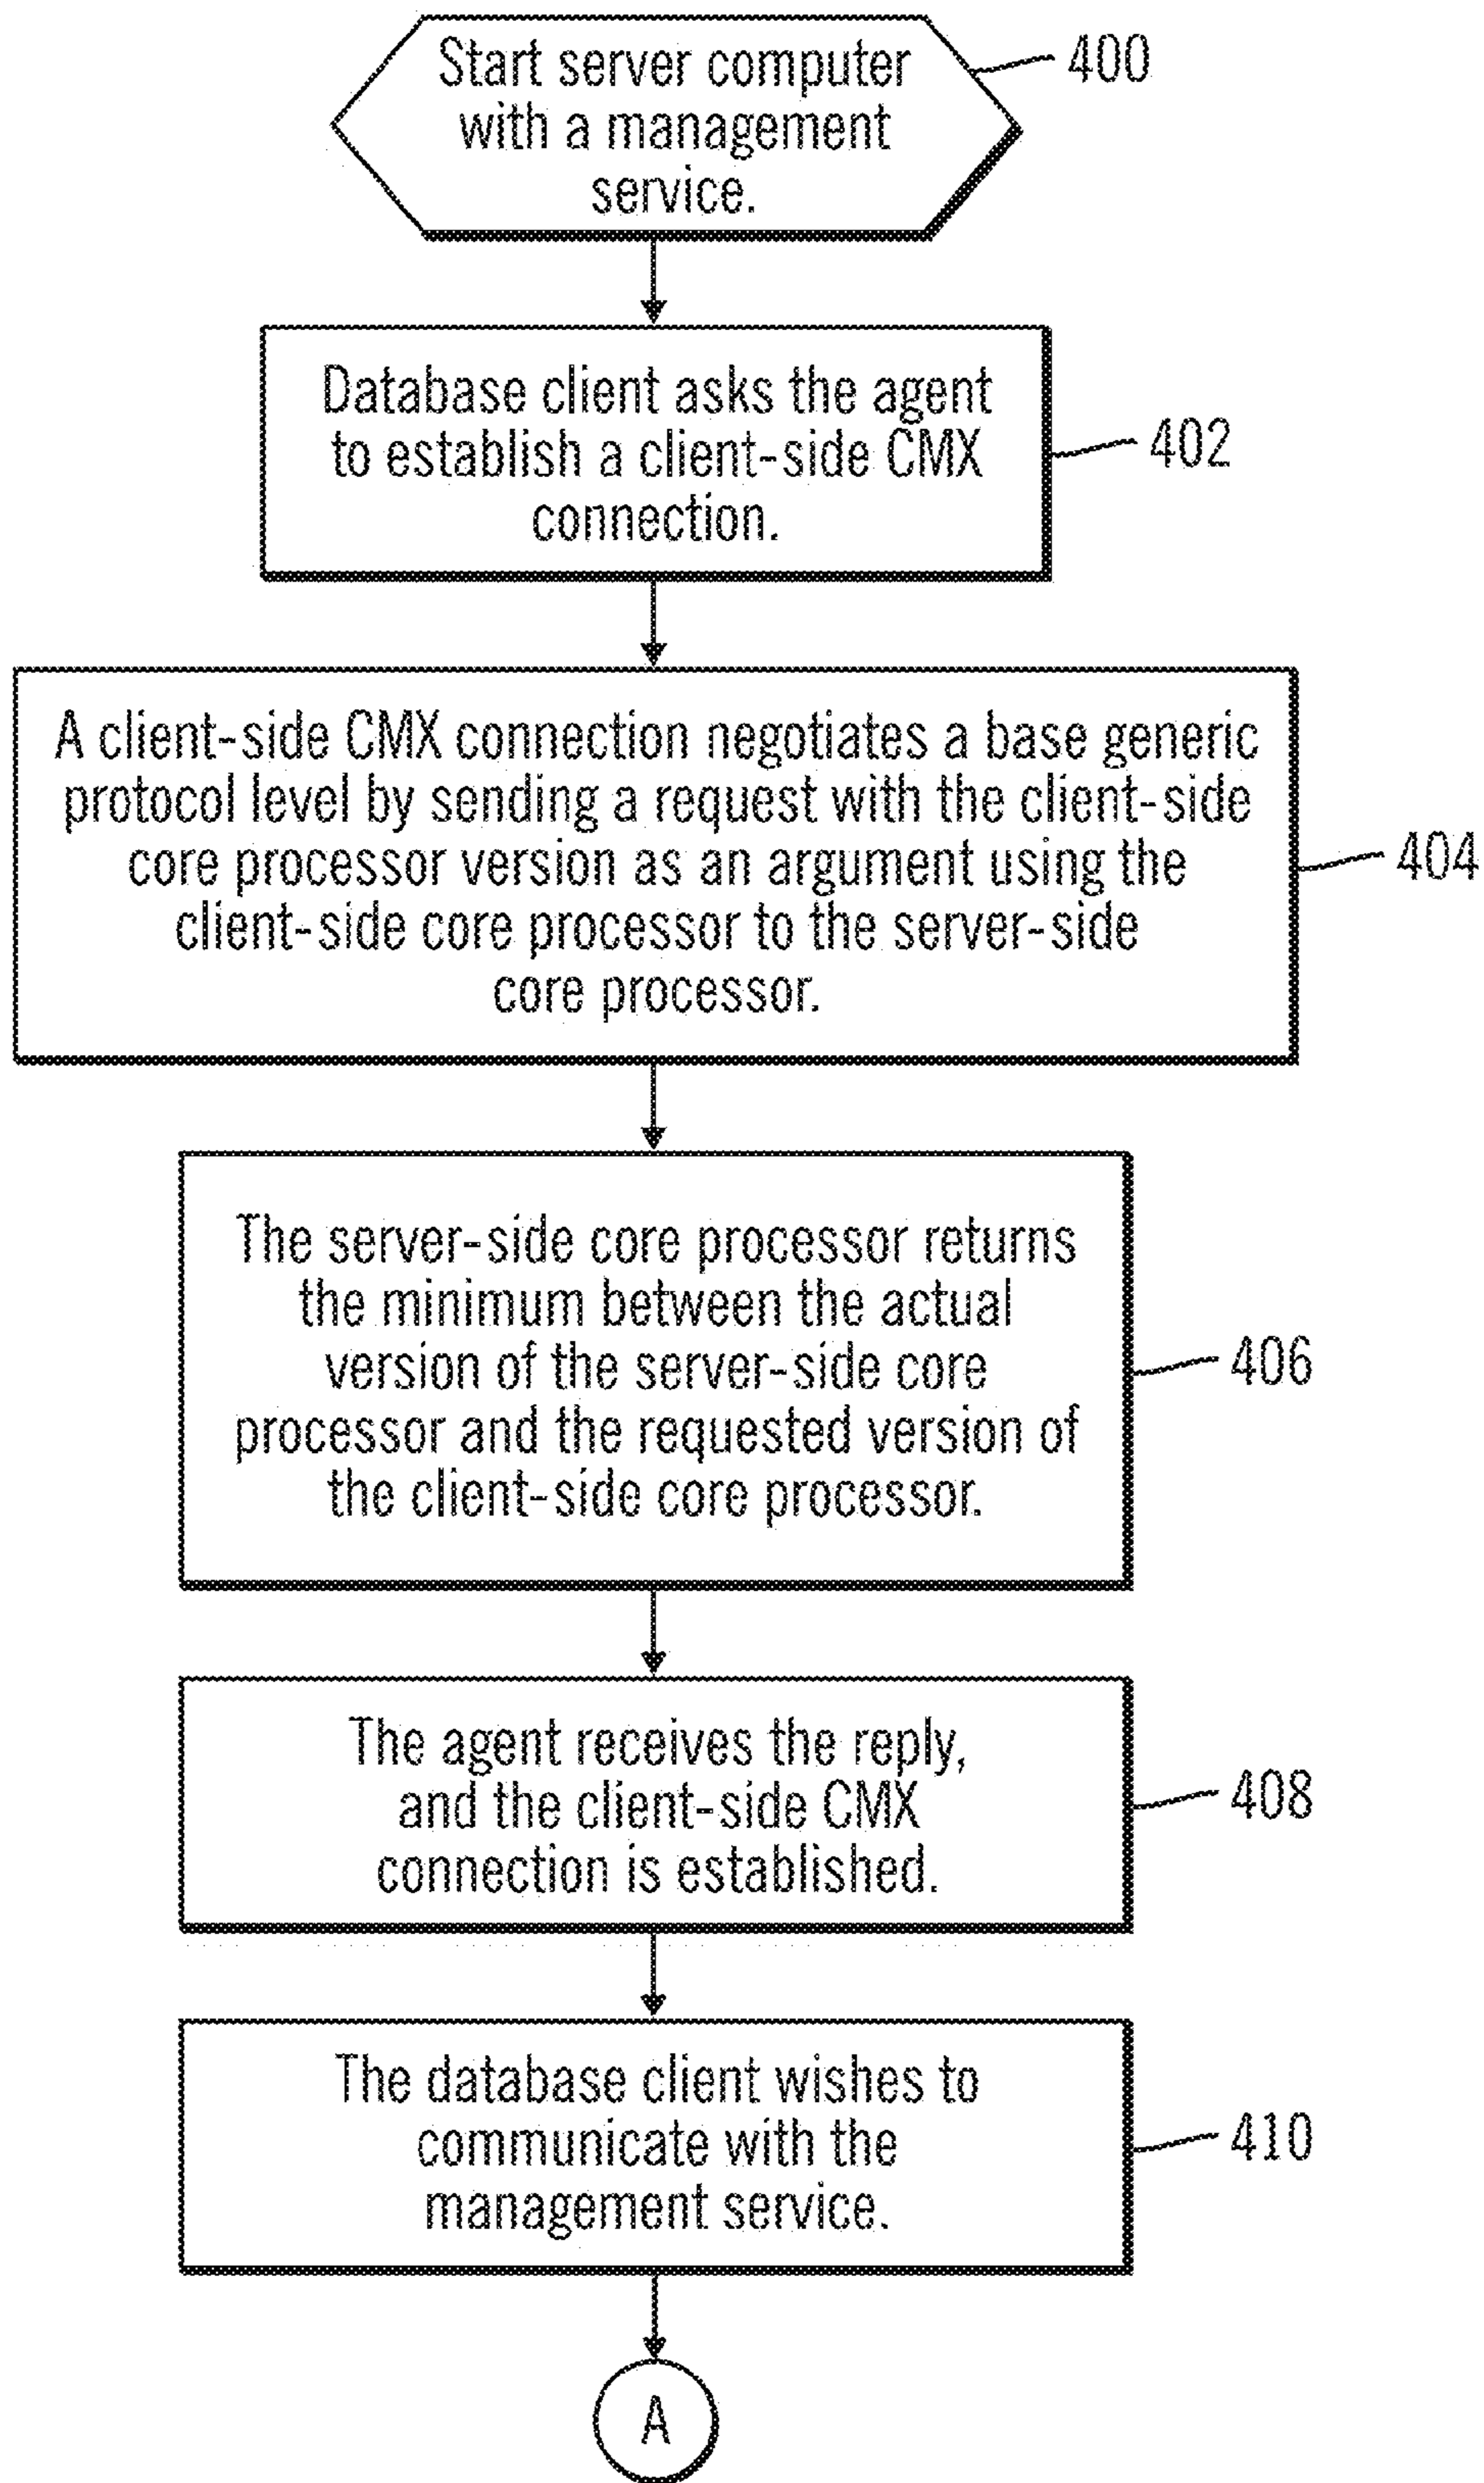 Start server computer
with a management
service.
400
Database client asks the agent
to establish a client-side CMX
connection.
402
A client-side CMX connection negotiates a base generic
protocol level by sending a request with the client-side
core processor version as an argument using the
client-side core processor to the server-side
core processor.
404
The server-side core processor returns
the minimum between the actual
version of the server-side core
processor and the requested version of
the client-side core processor.
406
The agent receives the reply,
and the client-side CMX
connection is established.
408
The database client wishes to
communicate with the
management service.
410
A